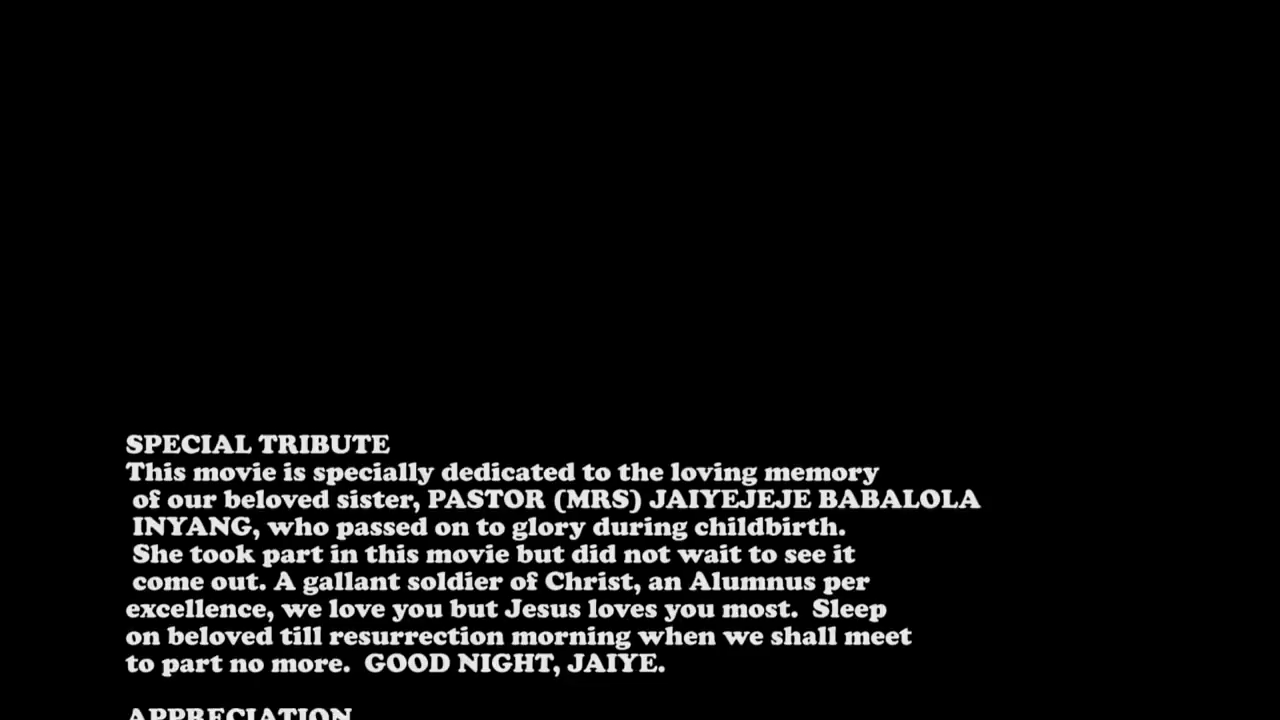 SPECIAL TRIBUTE
This movie is specially dedicated to the loving memory
of our beloved sister, PASTOR (MRS) JAIYEJEJE BABALOLA
INYANG, who passed on to glory during childbirth.
She took part in this movie but did not wait to see it
come out. A gallant soldier of Christ, an Alumnus per
excellence, we love you but Jesus loves you most. Sleep
on beloved till resurrection morning when we shall meet
to part no more. GOOD NIGHT, JAIYE.
APPRECIATION